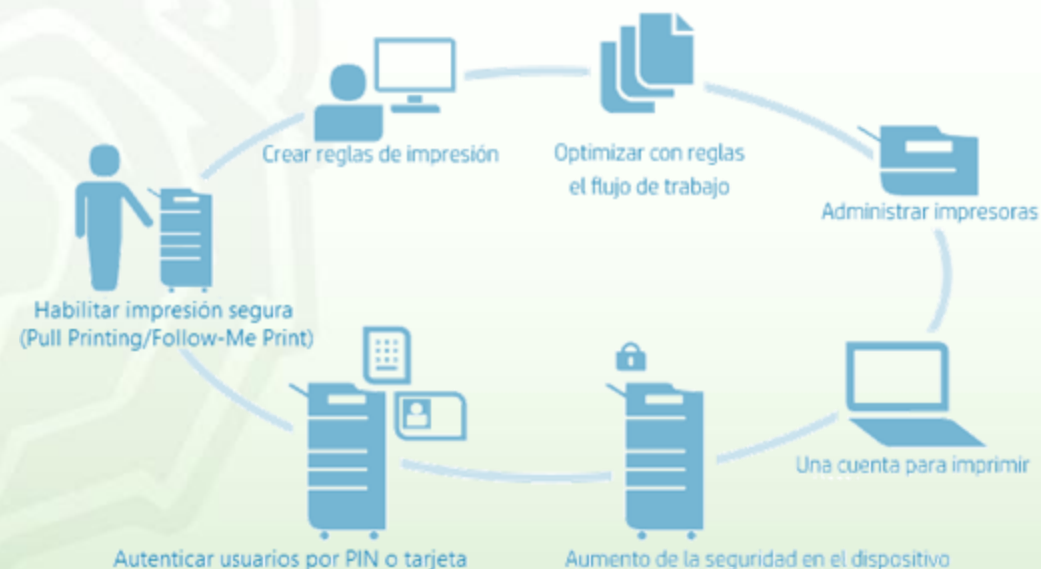 Crear reglas de impresión
Optimizar con reglas
el flujo de trabajo
Administrar impresoras
Habilitar impresión segura
(Pull Printing/Follow-Me Print)
Una cuenta para imprimir
Autenticar usuarios por PIN o tarjeta
Aumento de la seguridad en el dispositivo